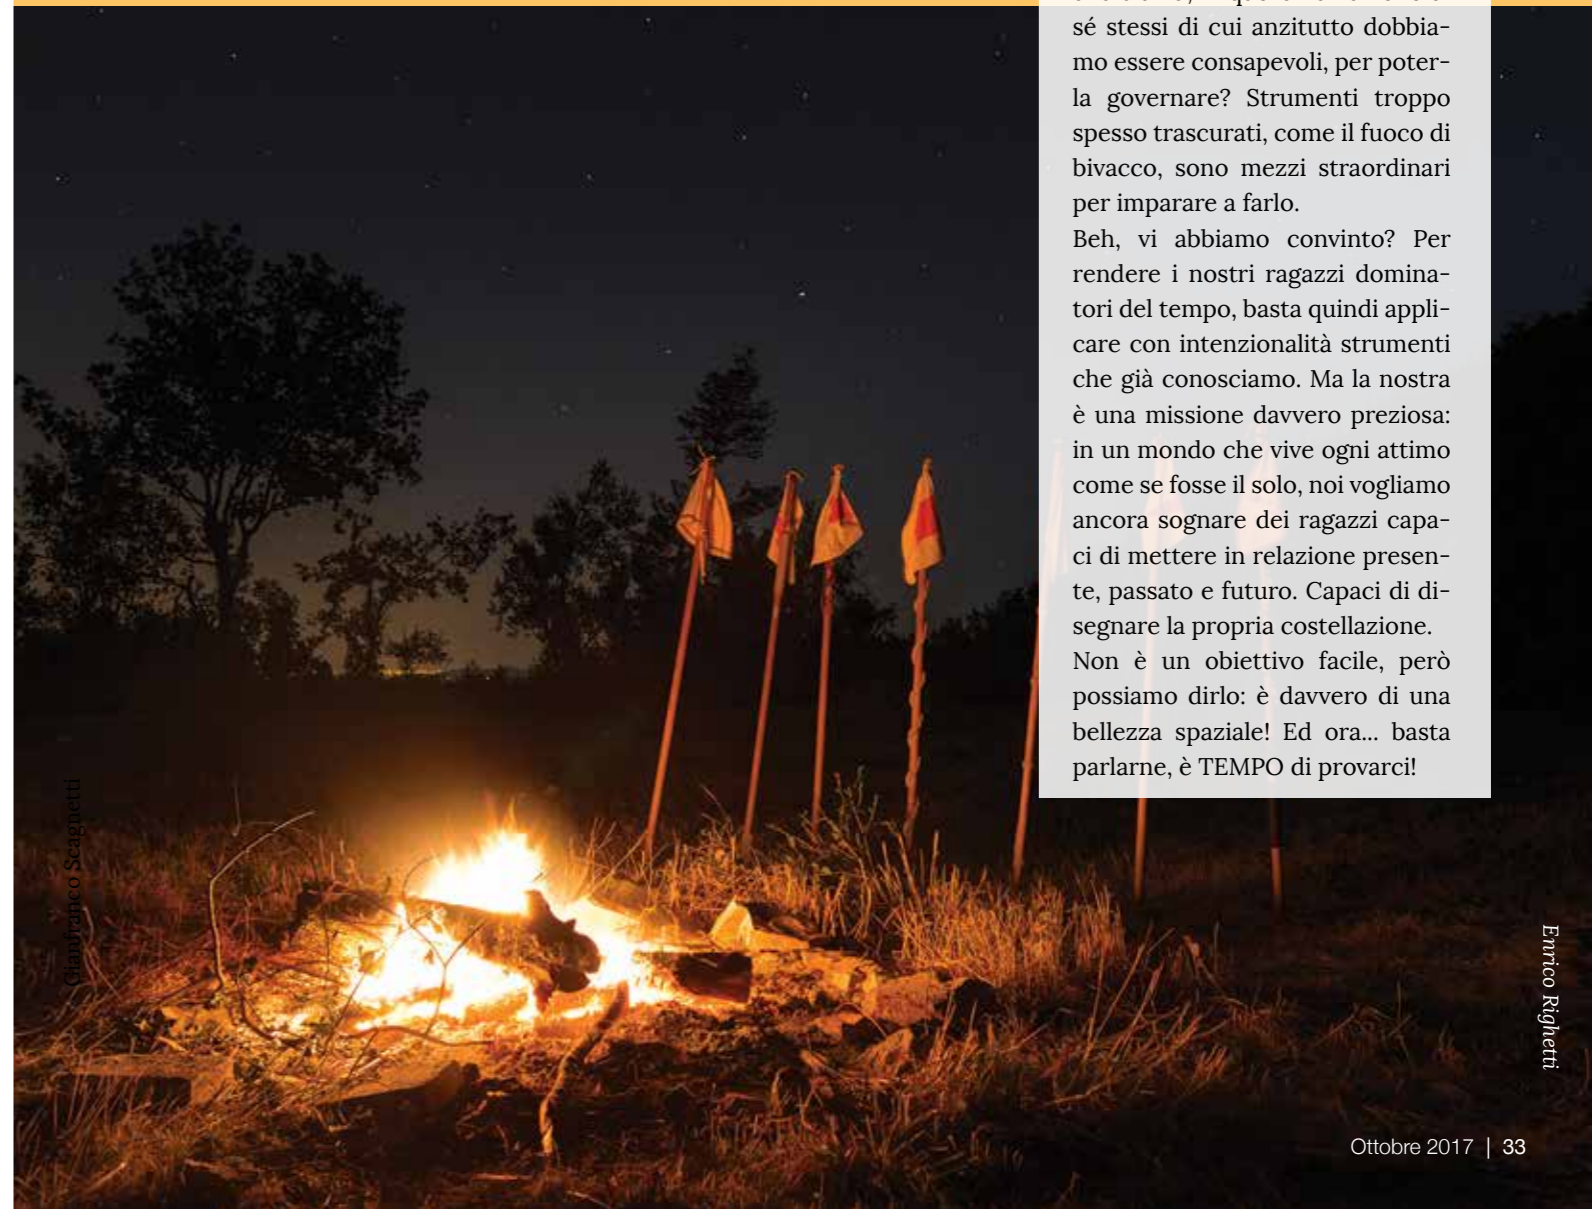 sé stessi di cui anzitutto dobbia-
mo essere consapevoli, per poter-
la governare? Strumenti troppo
spesso trascurati, come il fuoco di
bivacco, sono mezzi straordinari
per imparare a farlo.
Beh, vi abbiamo convinto? Per
rendere i nostri ragazzi domina-
tori del tempo, basta quindi appli-
care con intenzionalità strumenti
che già conosciamo. Ma la nostra
è una missione davvero preziosa:
in un mondo che vive ogni attimo
come se fosse il solo, noi vogliamo
ancora sognare dei ragazzi capa-
ci di mettere in relazione presen-
te, passato e futuro. Capaci di di-
segnare la propria costellazione.
Non è un obiettivo facile, però
possiamo dirlo: è davvero di una
bellezza spaziale! Ed ora... basta
parlarne, è TEMPO di provarci!
Gianfranco Scagnetti
Enrico Righetti
Ottobre 2017 | 33